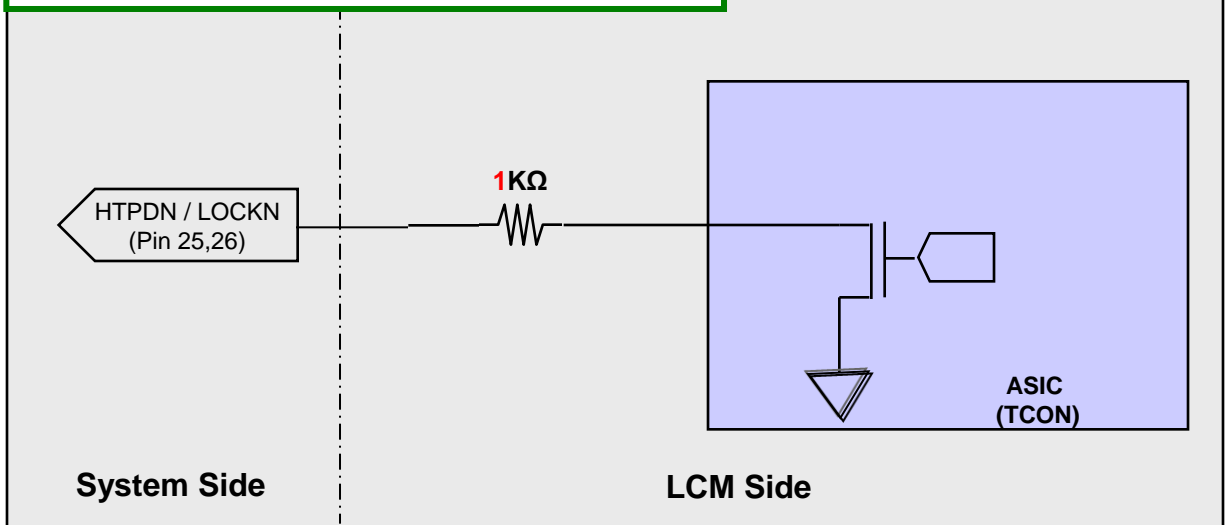 1KΩ
HTPDN / LOCKN
(Pin 25,26)
ASIC
(TCON)
System Side
LCM Side